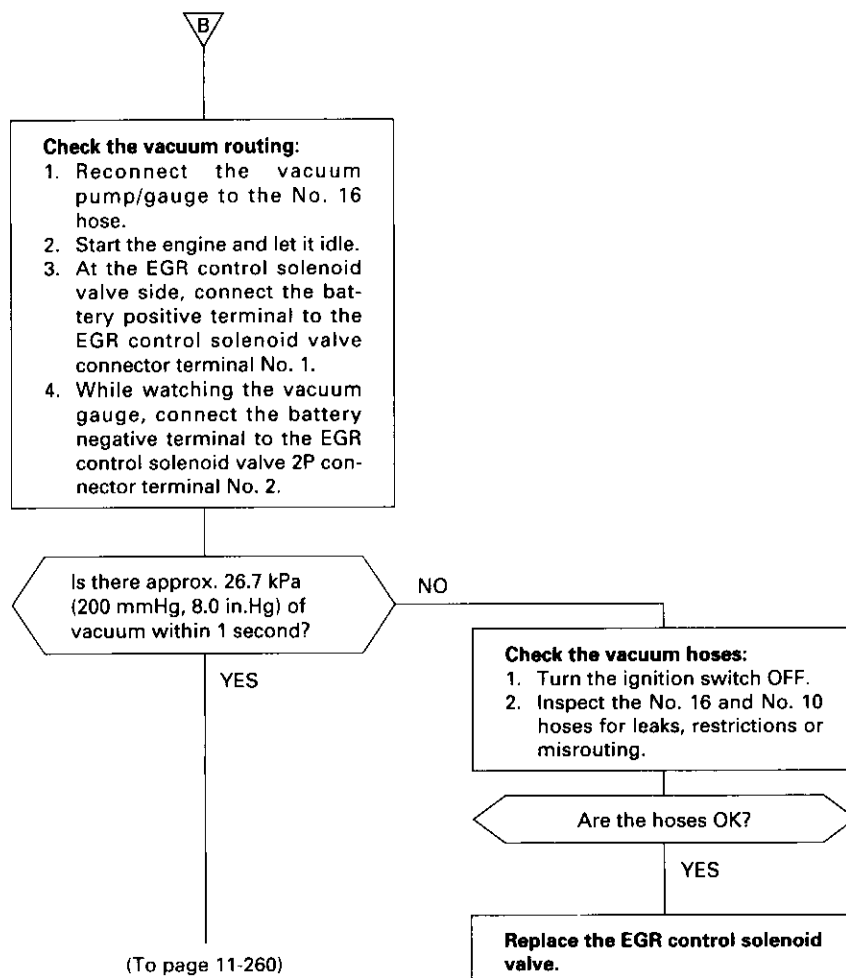 B
Check the vacuum routing:
1. Reconnect the vacuum
pump/gauge to the No. 16
hose.
2. Start the engine and let it idle.
3. At the EGR control solenoid
valve side, connect the bat-
tery positive terminal to the
EGR control solenoid valve
connector terminal No. 1.
4. While watching the vacuum
gauge, connect the battery
negative terminal to the EGR
control solenoid valve 2P con-
nector terminal No. 2.
Is there approx. 26.7 kPa
(200 mmHg, 8.0 in.Hg) of
vacuum within 1 second?
NO
YES
Check the vacuum hoses:
1. Turn the ignition switch OFF.
2. Inspect the No. 16 and No. 10
hoses for leaks, restrictions or
misrouting.
Are the hoses OK?
YES
Replace the EGR control solenoid
valve.
(To page 11-260)